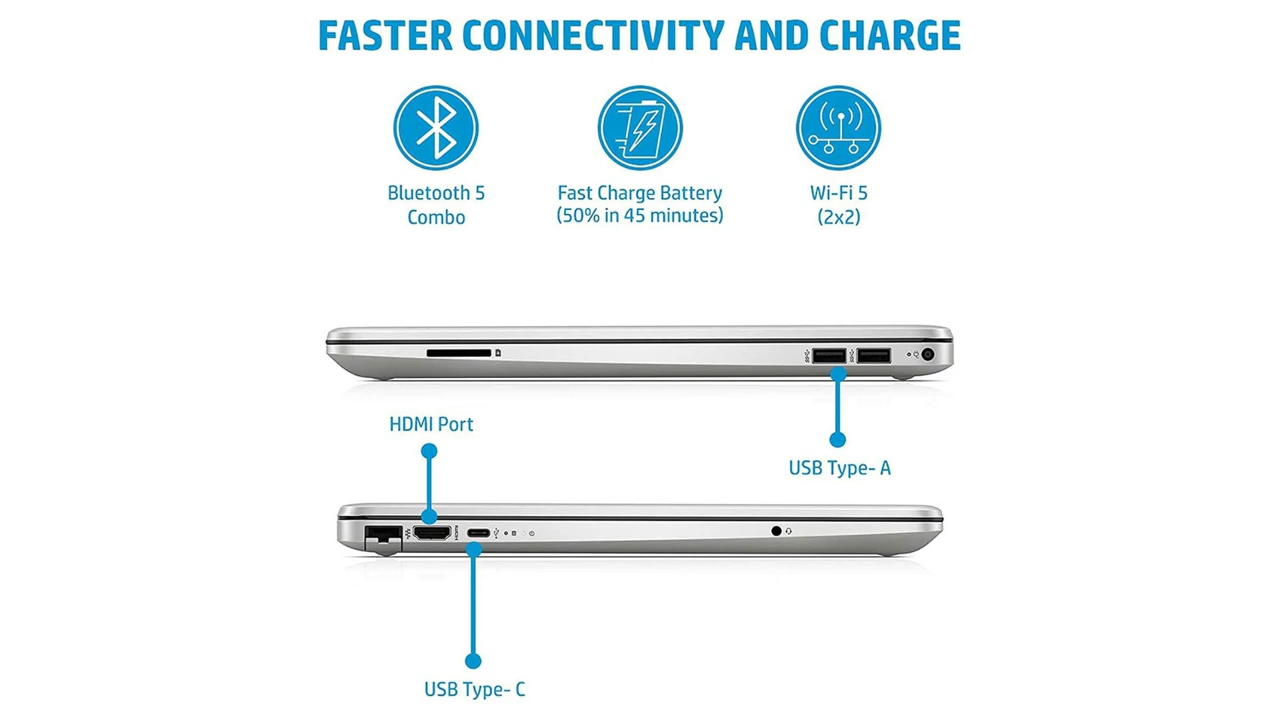 FASTER CONNECTIVITY AND CHARGE
Bluetooth 5
Combo
Fast Charge Battery
(50% in 45 minutes)
Wi-Fi 5
(2x2)
HDMI Port
USB Type- A
HDMI
USB Type- C